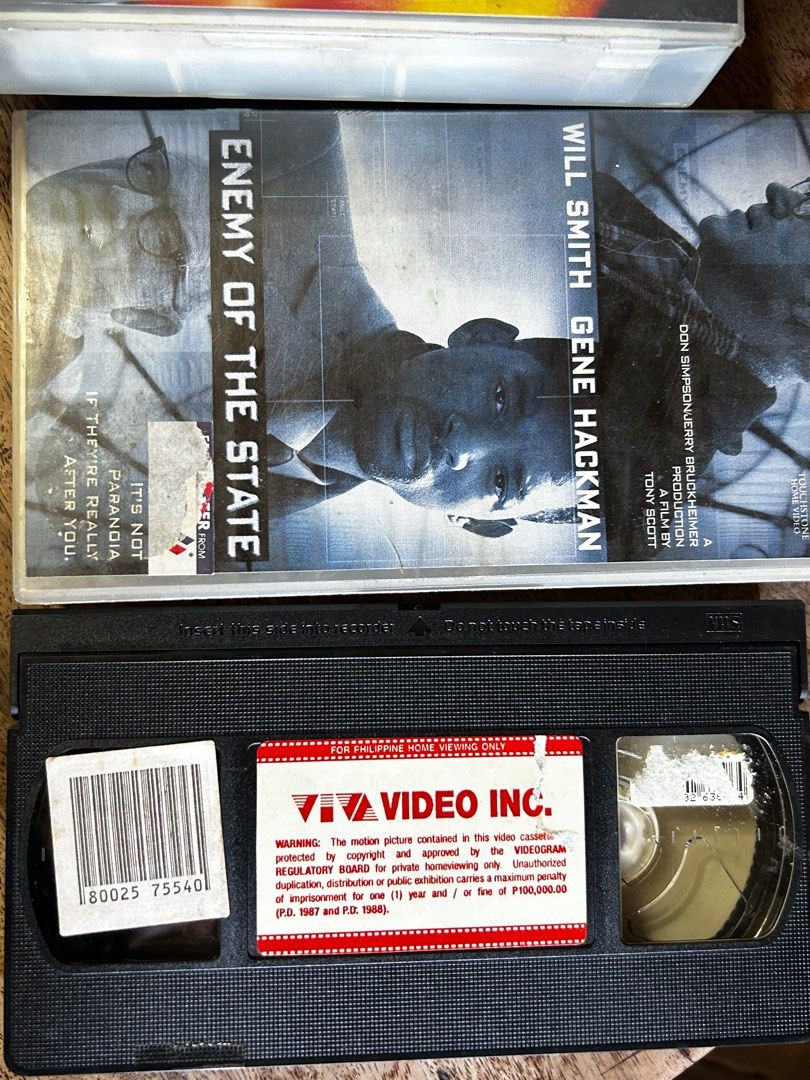 ENEMY OF THE STATE
WILL SMITH GENE HACKMAN
A
DON SIMPSON/JERRY BRUCKHEIMER
PRODUCTION
A FILM BY
TONY SCOTT
TOUCHSTONE
HOME VIDEO
IT'S NOT
PARANOIA
IF THEY'RE REALLY
AFTER YOU.
FROM
Insert this side into recorder Do not touch the tape inside VHS
FOR PHILIPPINE HOME VIEWING ONLY
VIVA VIDEO INC.
WARNING: The motion picture contained in this video
protected by copyright and approved by the VIDEOGRAM
REGULATORY BOARD for private homeviewing only. Unauthorized
duplication, distribution or public exhibition carries a maximum penalty
of imprisonment for one (1) year and / or fine of P100,000.00
(P.D. 1987 and P.D. 1988).
80025 75540